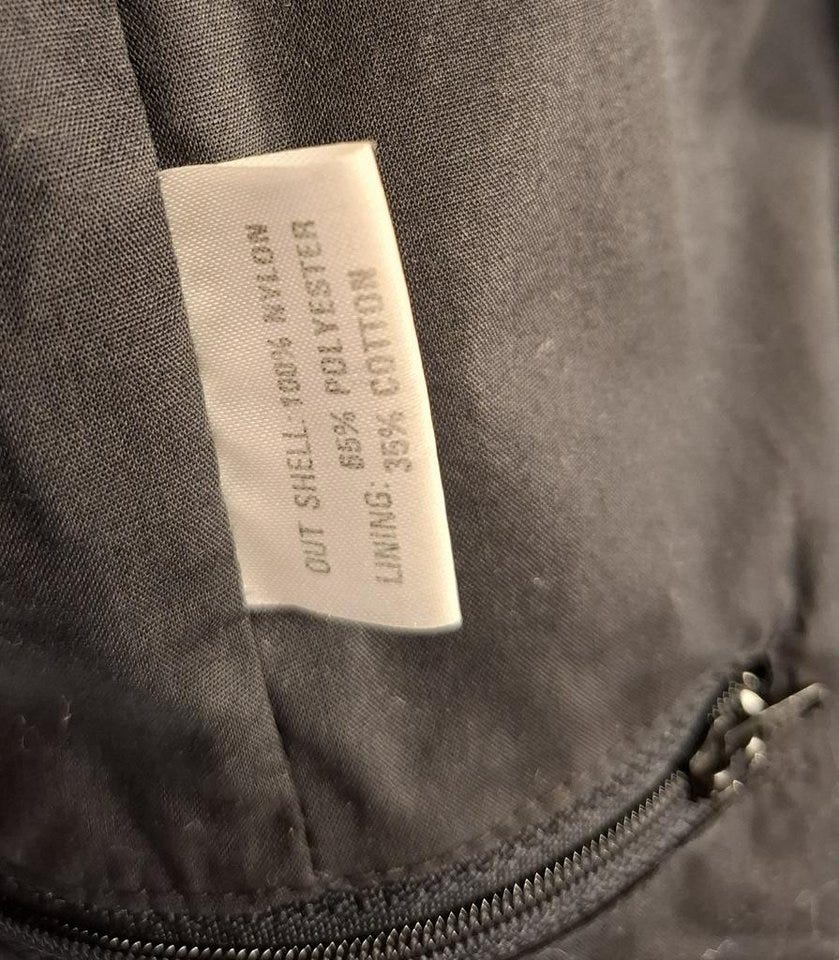 OUT SHELL:100% NYLON
65% POLYESTER
LINING: 35% COTTON